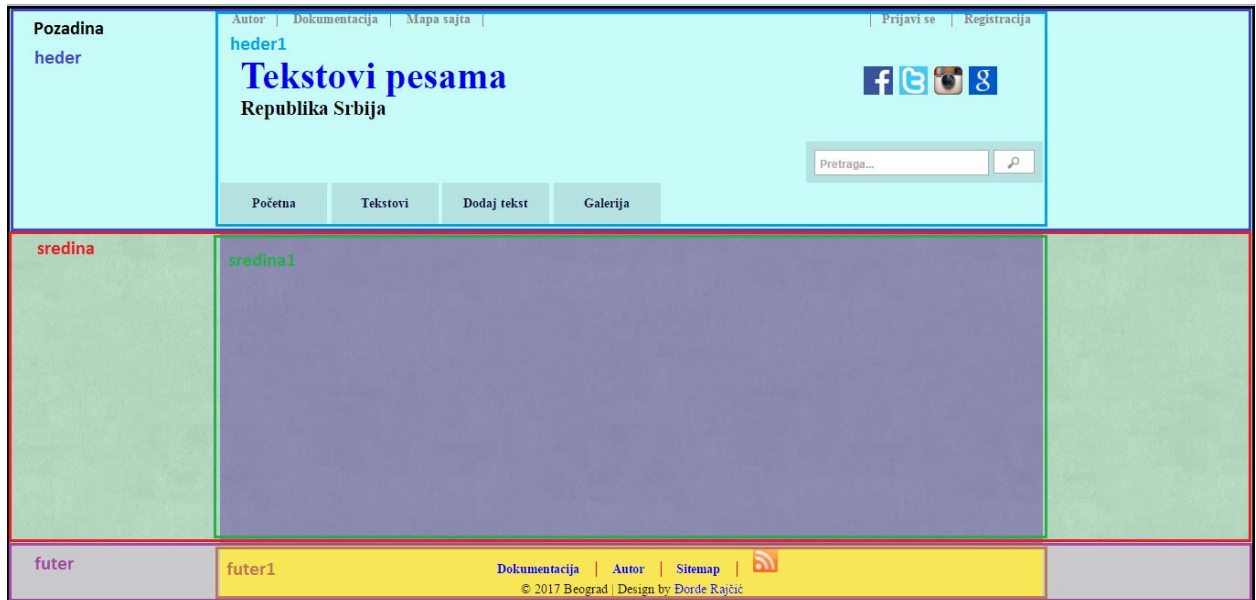 Autor | Dokumentacija | Mapa sajta |
| Prijavi se | Registracija
Pozadina
heder
heder1
Tekstovi pesama
Republika Srbija
Pretraga...
Početna Tekstovi Dodaj tekst Galerija
sredina
sredina1
futer
futer1
Dokumentacija | Autor | Sitemap |
© 2017 Beograd | Design by Đorđe Rajčić